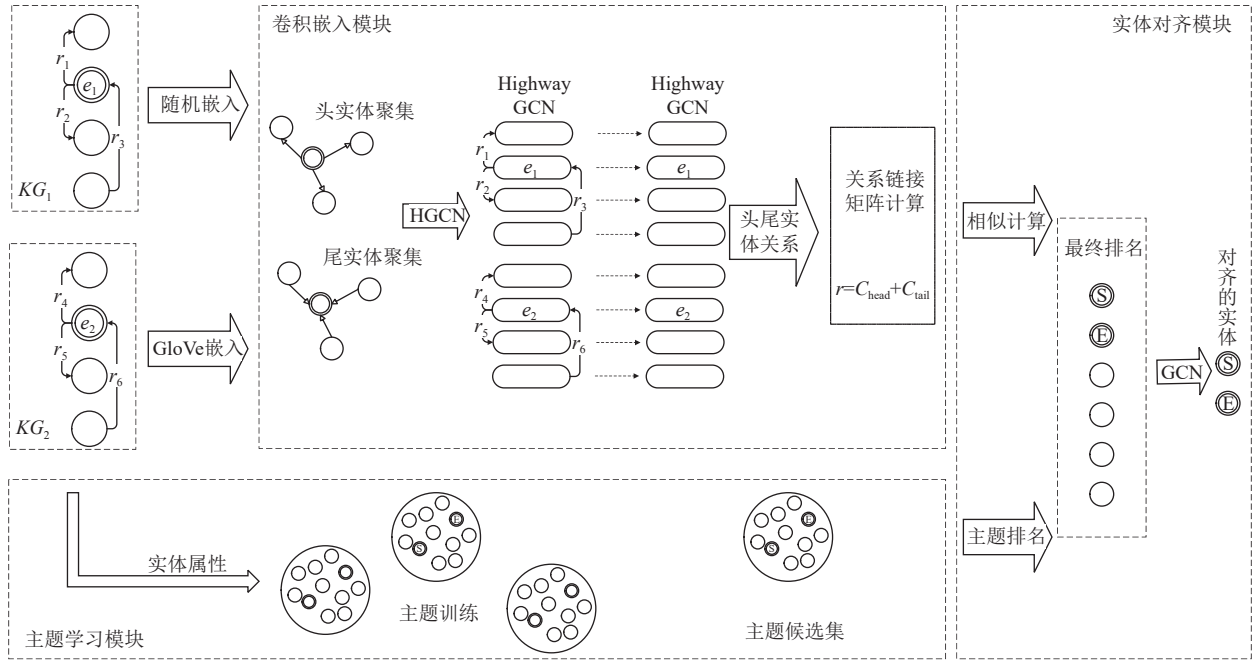 r1
e1
r2
r3
KG1
随机嵌入
r4
e2
r5
r6
KG2
GloVe嵌入
卷积嵌入模块
头实体聚集
尾实体聚集
HGCN
Highway
GCN
r1
e1
r2
r3
r4
e2
r5
r6
Highway
GCN
e1
e2
头尾实
体关系
关系链接
矩阵计算
r=Chead+Ctail
实体对齐模块
相似计算
最终排名
S
E
GCN
对齐的实体
S
E
主题排名
实体属性
主题学习模块
E
S
主题训练
E
S
主题候选集